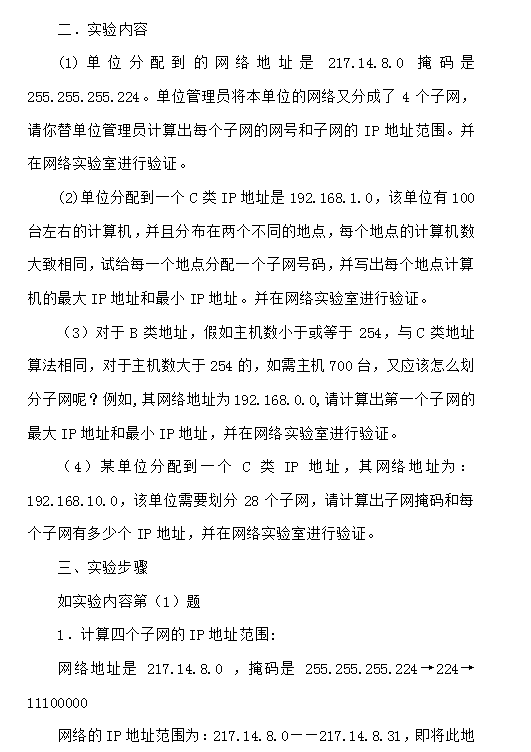 二．实验内容
(1)单位分配到的网络地址是 217.14.8.0 掩码是
255.255.255.224。单位管理员将本单位的网络又分成了 4 个子网，
请你替单位管理员计算出每个子网的网号和子网的 IP 地址范围。并
在网络实验室进行验证。
(2)单位分配到一个 C 类 IP 地址是 192.168.1.0，该单位有 100
台左右的计算机，并且分布在两个不同的地点，每个地点的计算机数
大致相同，试给每一个地点分配一个子网号码，并写出每个地点计算
机的最大 IP 地址和最小 IP 地址。并在网络实验室进行验证。
（3）对于 B 类地址，假如主机数小于或等于 254，与 C 类地址
算法相同，对于主机数大于 254 的，如需主机 700 台，又应该怎么划
分子网呢？例如,其网络地址为 192.168.0.0,请计算出第一个子网的
最大 IP 地址和最小 IP 地址，并在网络实验室进行验证。
（4）某单位分配到一个 C 类 IP 地址，其网络地址为：
192.168.10.0，该单位需要划分 28 个子网，请计算出子网掩码和每
个子网有多少个 IP 地址，并在网络实验室进行验证。
三、实验步骤
如实验内容第（1）题
1．计算四个子网的 IP 地址范围:
网络地址是 217.14.8.0 ，掩码是 255.255.255.224→224→
11100000
网络的 IP 地址范围为：217.14.8.0——217.14.8.31，即将此地